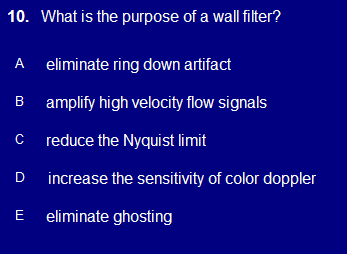 10. What is the purpose of a wall filter?
A eliminate ring down artifact
B amplify high velocity flow signals
C reduce the Nyquist limit
D increase the sensitivity of color doppler
E eliminate ghosting